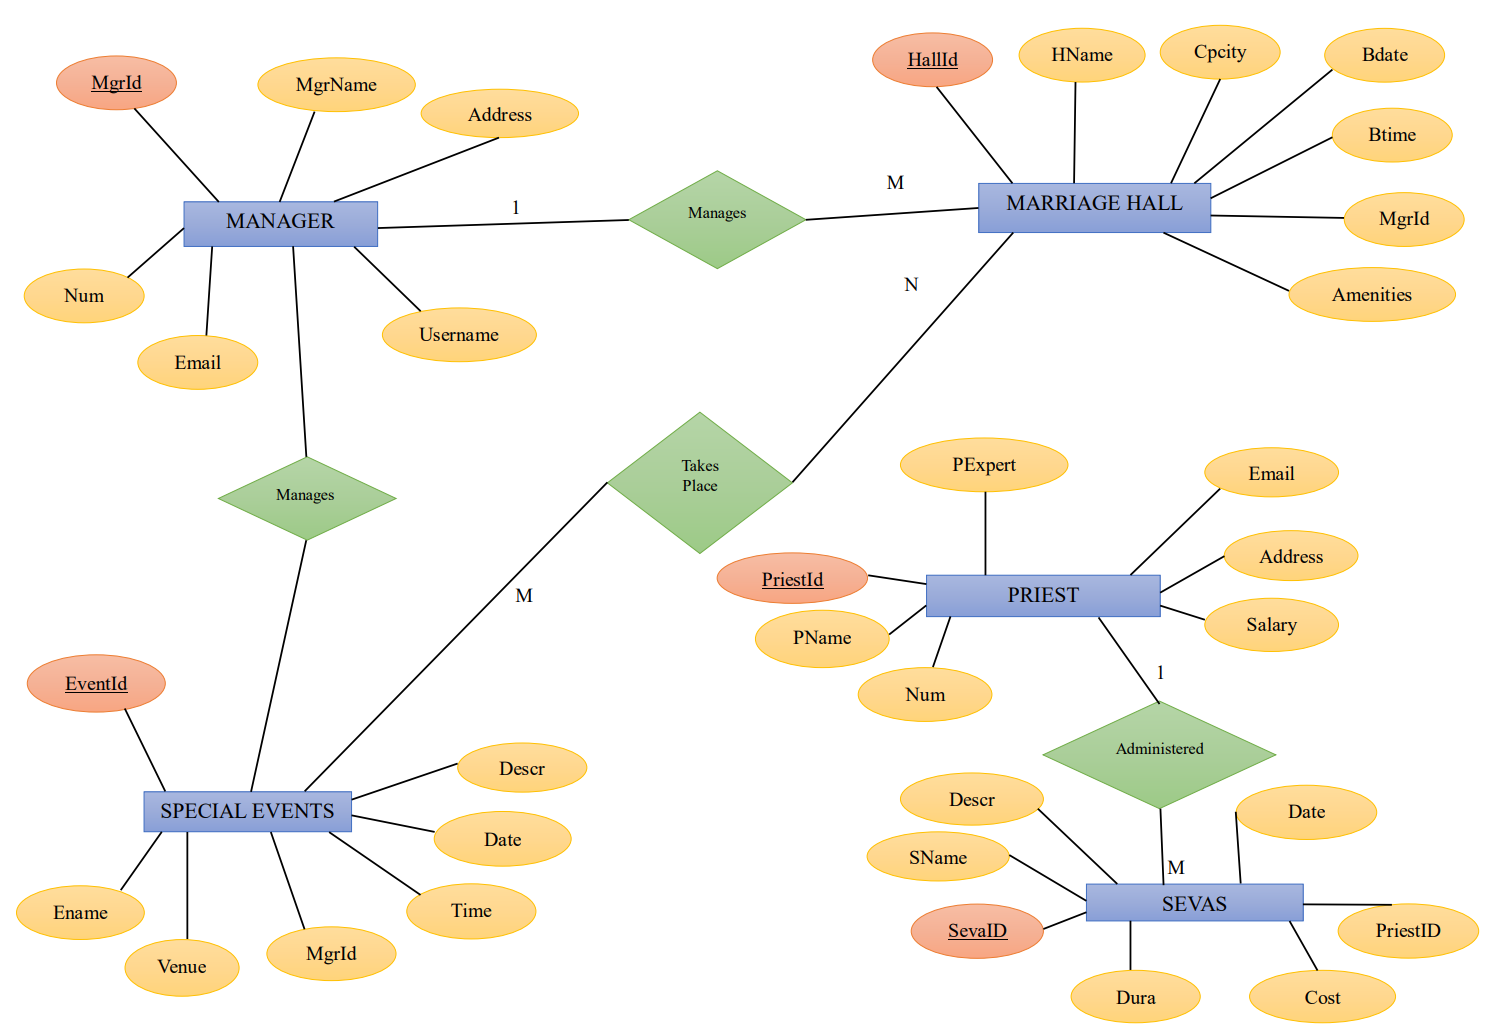 MgrId
MgrName
Address
HallId
HName
Cpcity
Bdate
Btime
MANAGER
1
Manages
M
MARRIAGE HALL
MgrId
Num
Email
Username
N
Amenities
Manages
Takes
Place
PExpert
Email
Address
PriestId
PRIEST
Salary
PName
Num
M
1
EventId
Administered
Descr
Descr
Date
SPECIAL EVENTS
Date
SName
M
SEVAS
Ename
Time
SevaID
PriestID
Venue
MgrId
Dura
Cost